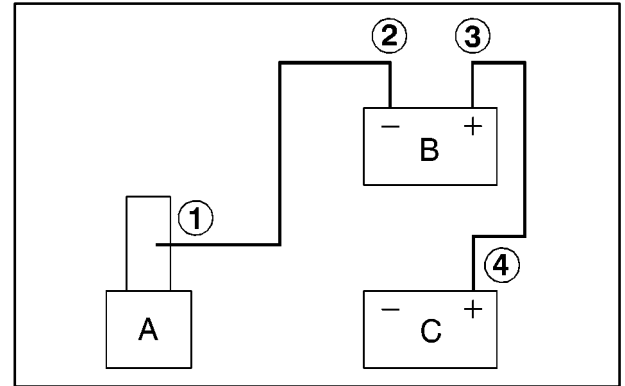 ② ③
− +
B
①
④
− +
A C